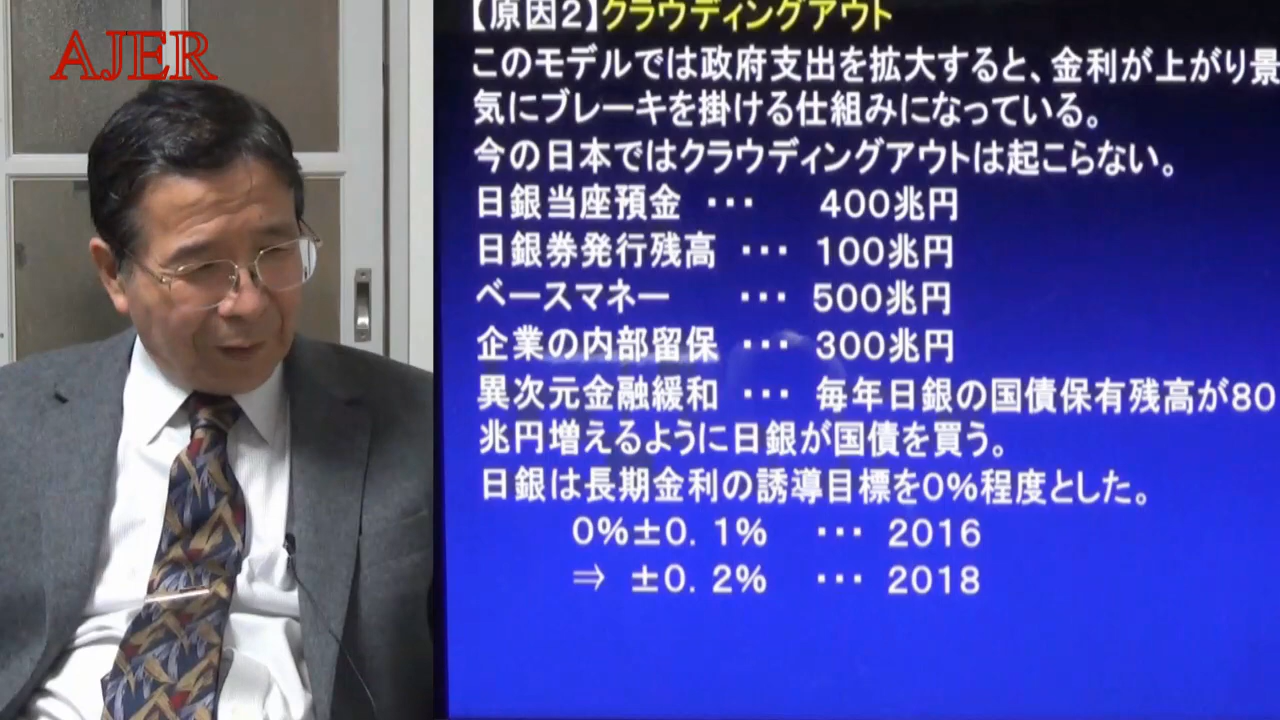 AJER
【原因2】クラウディングアウト
このモデルでは政府支出を拡大すると、金利が上がり景
気にブレーキを掛ける仕組みになっている。
今の日本ではクラウディングアウトは起こらない。
日銀当座預金 ・・・ 400兆円
日銀券発行残高 ・・・ 100兆円
ベースマネー ・・・ 500兆円
企業の内部留保 ・・・ 300兆円
異次元金融緩和 ・・・ 毎年日銀の国債保有残高が80
兆円増えるように日銀が国債を買う。
日銀は長期金利の誘導目標を0%程度とした。
0%±0.1% ・・・ 2016
⇒ ±0.2% ・・・ 2018